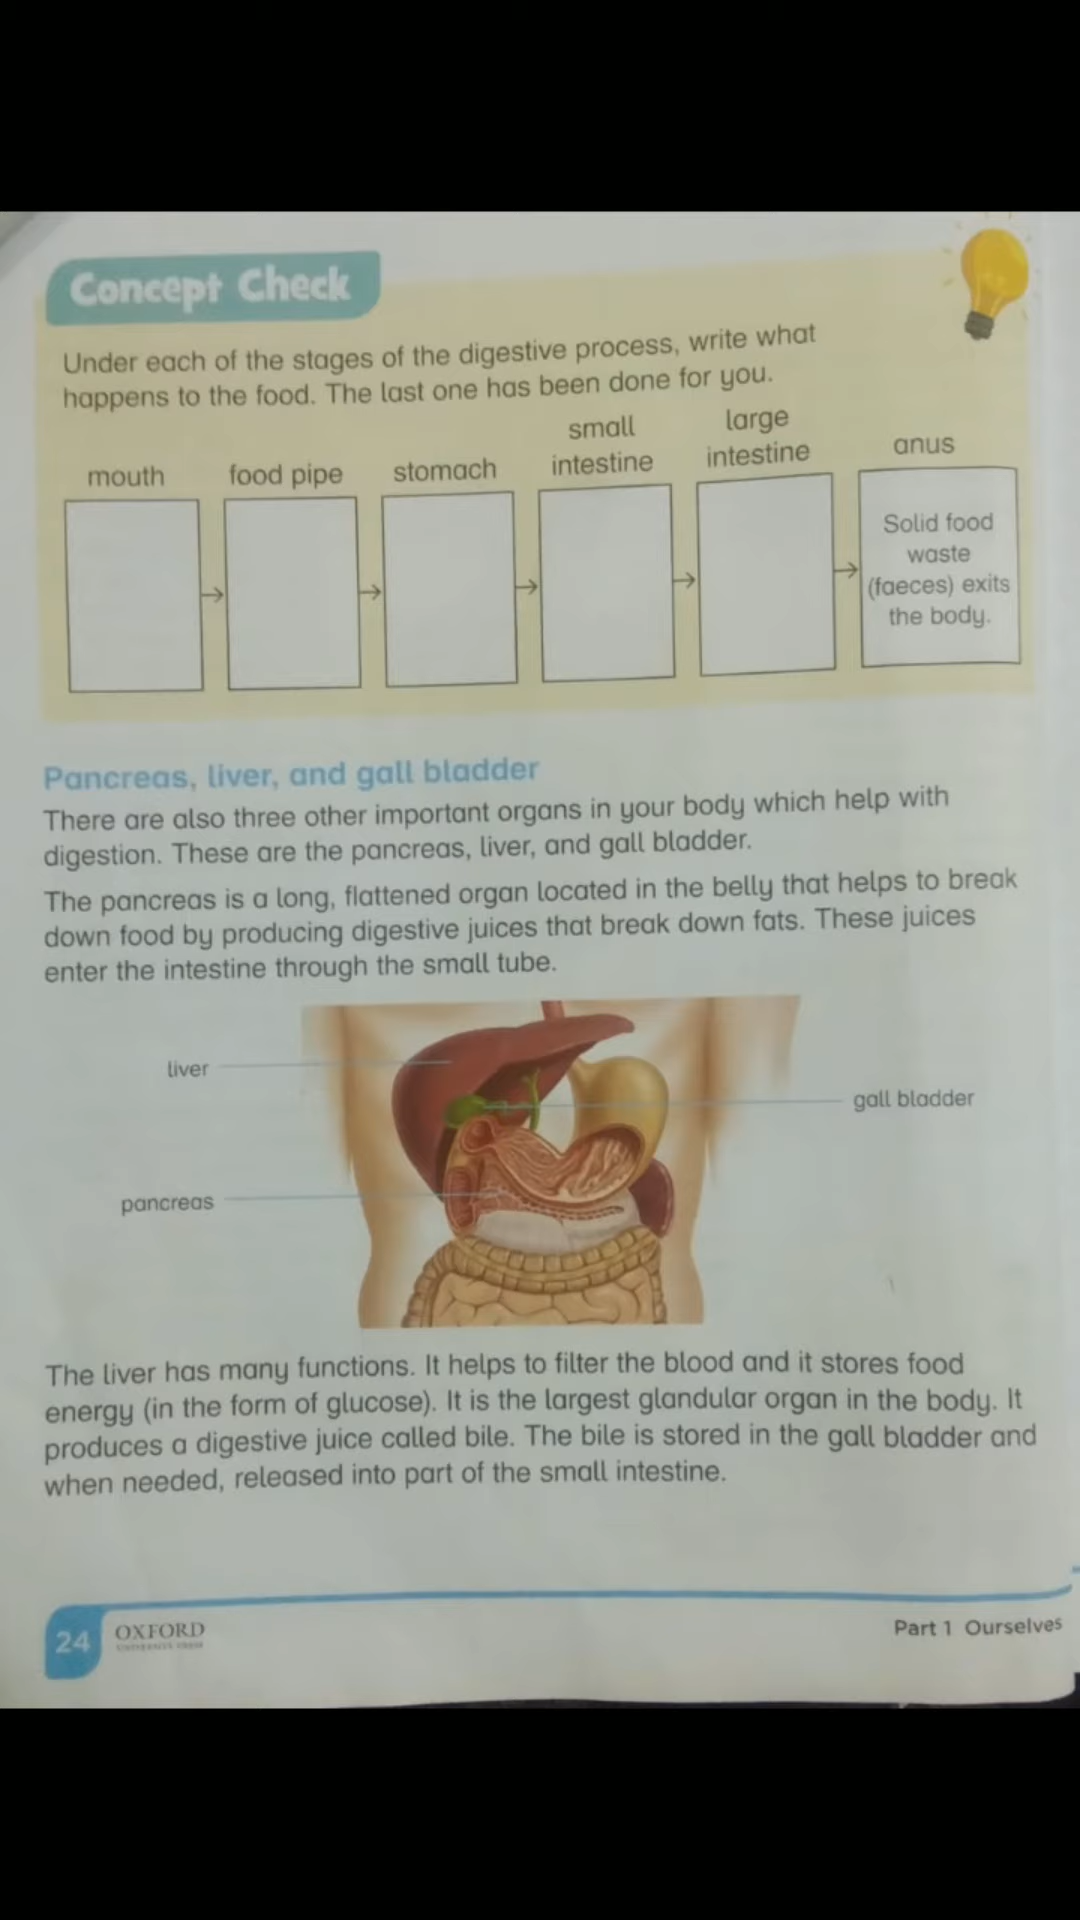 Concept Check
Under each of the stages of the digestive process, write what
happens to the food. The last one has been done for you.
mouth
food pipe
stomach
small
intestine
large
intestine
anus
Solid food
waste
(faeces) exits
the body.
Pancreas, liver, and gall bladder
There are also three other important organs in your body which help with
digestion. These are the pancreas, liver, and gall bladder.
The pancreas is a long, flattened organ located in the belly that helps to break
down food by producing digestive juices that break down fats. These juices
enter the intestine through the small tube.
liver
gall bladder
pancreas
The liver has many functions. It helps to filter the blood and it stores food
energy (in the form of glucose). It is the largest glandular organ in the body. It
produces a digestive juice called bile. The bile is stored in the gall bladder and
when needed, released into part of the small intestine.
24
OXFORD
UNIVERSITY PRESS
Part 1 Ourselves